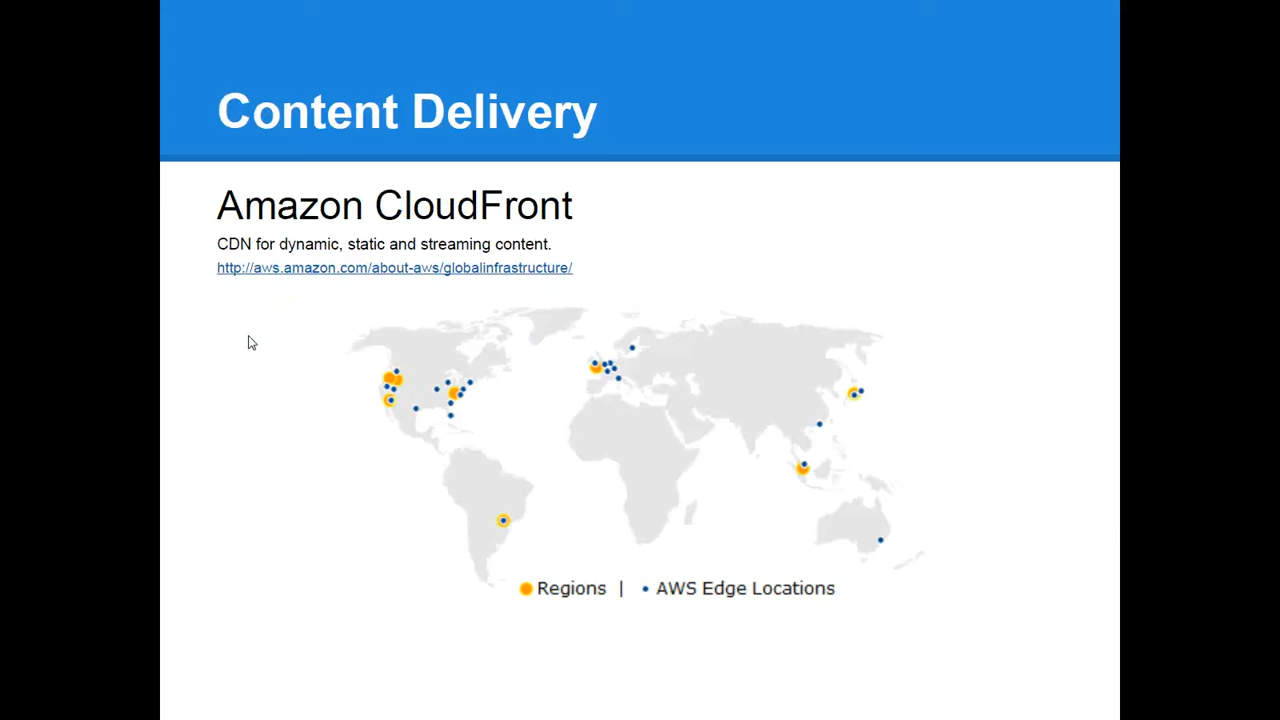 Content Delivery
Amazon CloudFront
CDN for dynamic, static and streaming content.
http://aws.amazon.com/about-aws/globalinfrastructure/
Regions | AWS Edge Locations